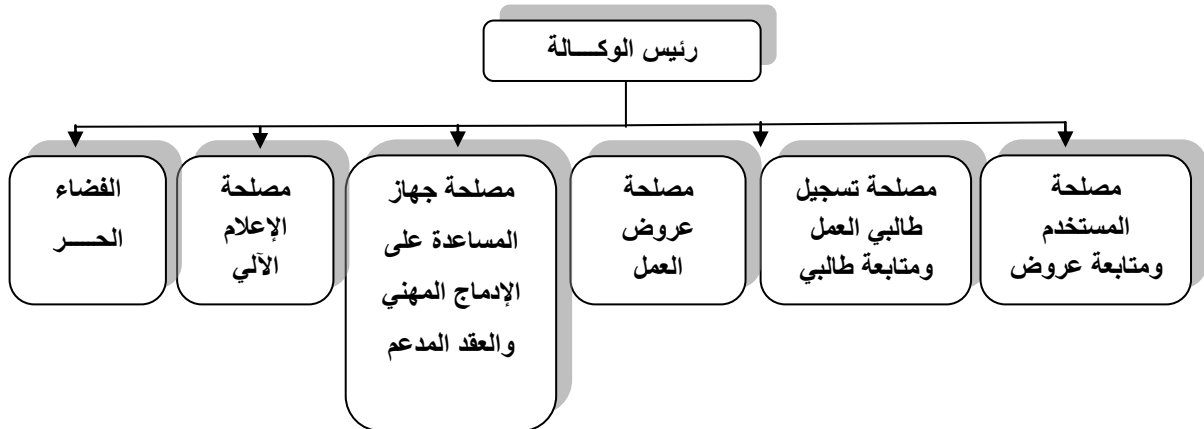 رئيس الوكـــالة
مصلحة
المستخدم
ومتابعة عروض
مصلحة تسجيل
طالبي العمل
ومتابعة طالبي
مصلحة
عروض
العمل
مصلحة جهاز
المساعدة على
الإدماج المهني
والعقد المدعم
مصلحة
الإعلام
الآلي
الفضاء
الحـــــر